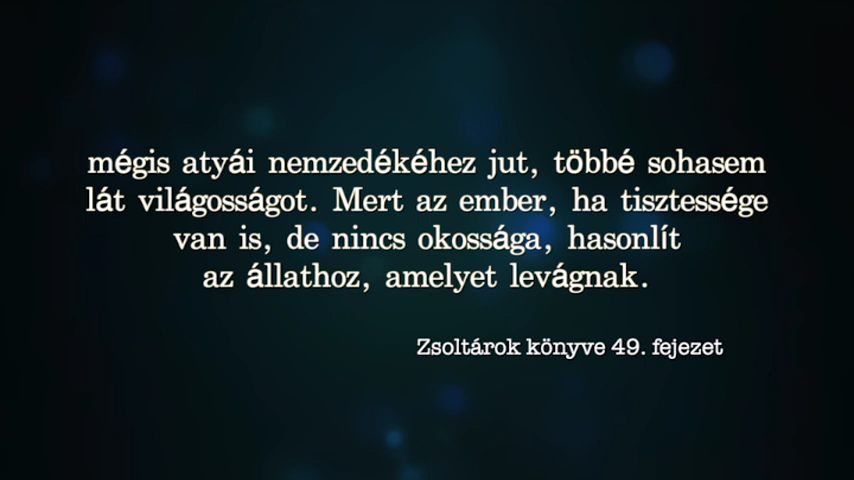 mégis atyái nemzedékéhez jut, többé sohasem
lát világosságot. Mert az ember, ha tisztessége
van is, de nincs okossága, hasonlít
az állathoz, amelyet levágnak.
Zsoltárok könyve 49. fejezet